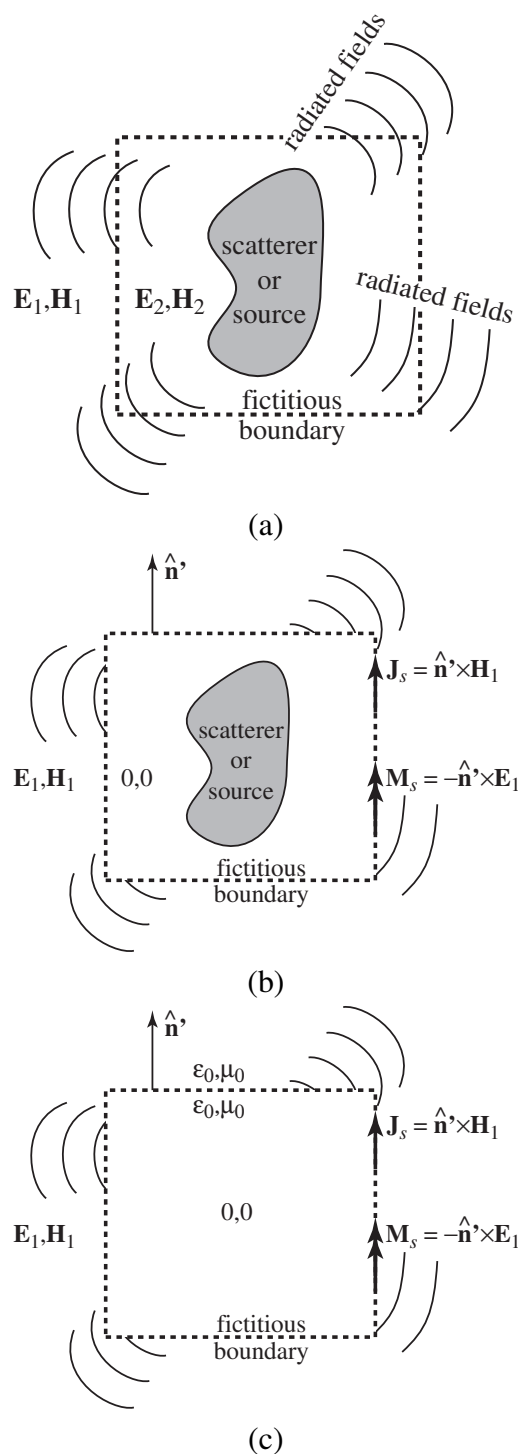 radiated fields
scatterer
or
source
E₁,H₁
E₂,H₂
radiated fields
fictitious
boundary
(a)
n̂'
Jₛ = n̂'×H₁
scatterer
or
source
E₁,H₁
0,0
Mₛ = −n̂'×E₁
fictitious
boundary
(b)
n̂'
ε₀,μ₀
ε₀,μ₀
Jₛ = n̂'×H₁
0,0
E₁,H₁
Mₛ = −n̂'×E₁
fictitious
boundary
(c)